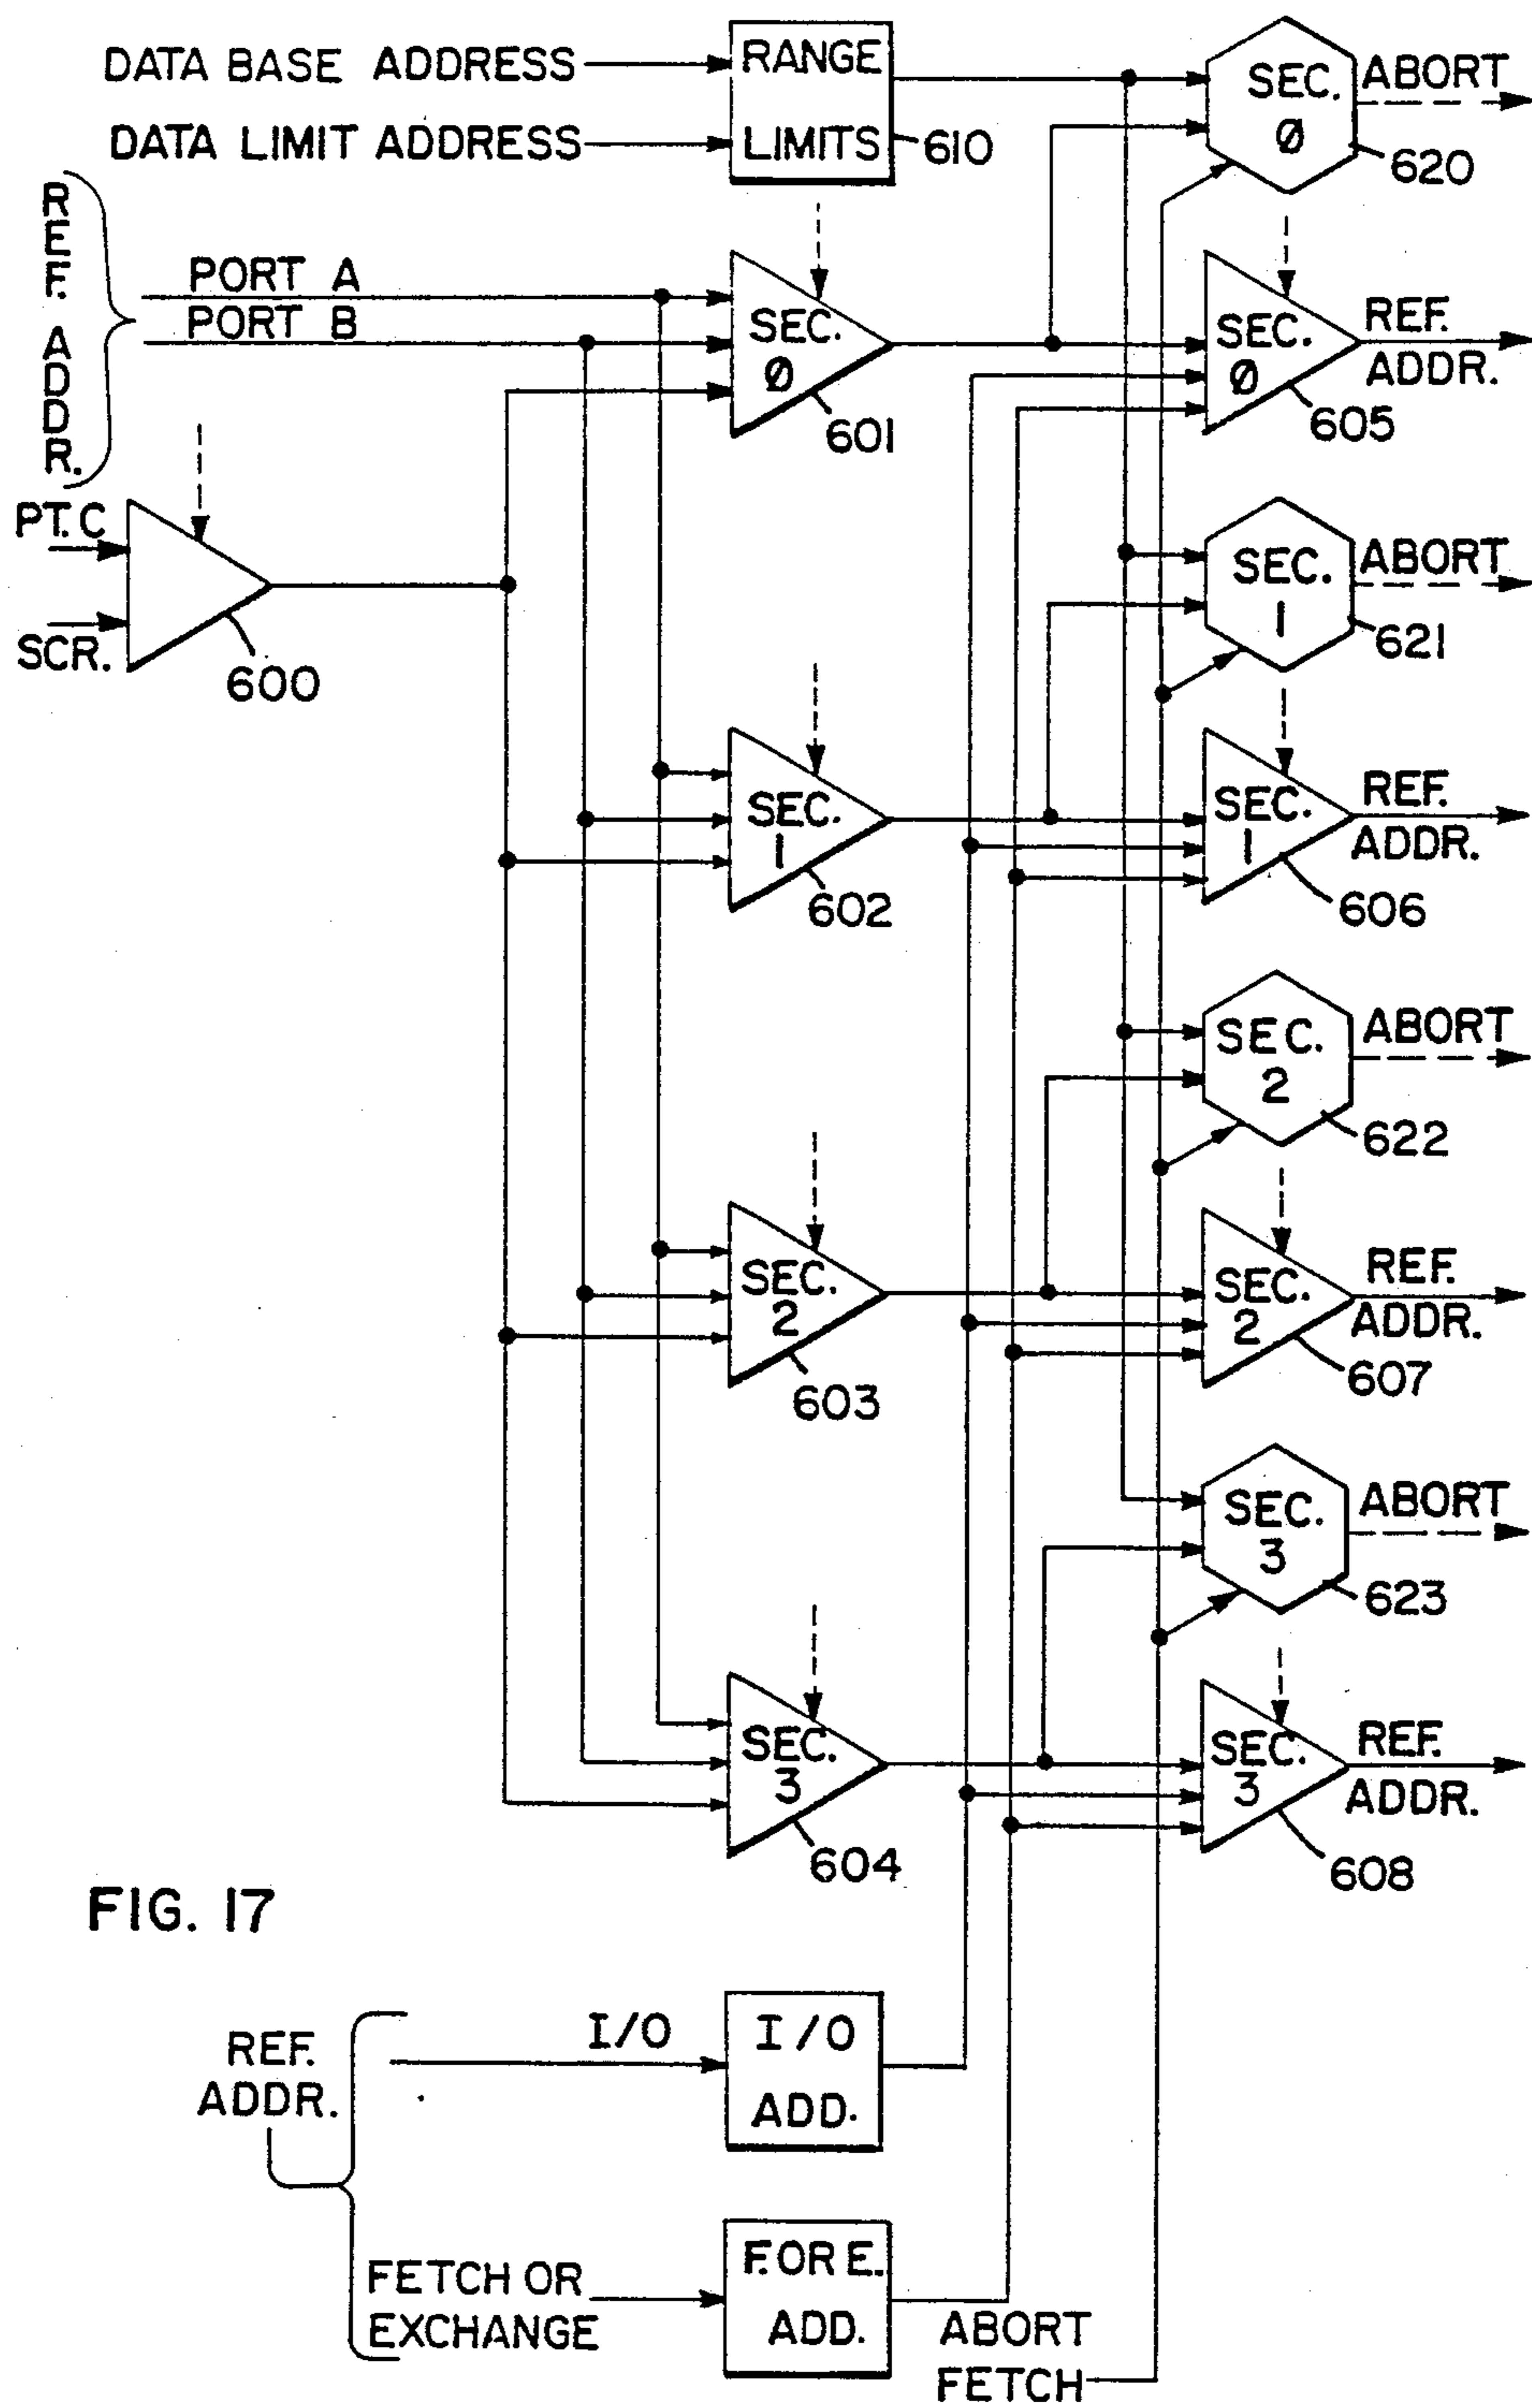 DATA BASE ADDRESS
DATA LIMIT ADDRESS
RANGE
LIMITS
610
SEC.
Ø
ABORT
620
REF. ADDR.
PORT A
PORT B
SEC.
Ø
601
SEC.
Ø
REF.
ADDR.
605
PT. C
SCR.
600
SEC.
1
ABORT
621
SEC.
1
602
SEC.
1
REF.
ADDR.
606
SEC.
2
ABORT
622
SEC.
2
603
SEC.
2
REF.
ADDR.
607
SEC.
3
ABORT
623
SEC.
3
604
SEC.
3
REF.
ADDR.
608
FIG. 17
REF.
ADDR.
I/O
I/O
ADD.
FETCH OR
EXCHANGE
F. OR E.
ADD.
ABORT
FETCH